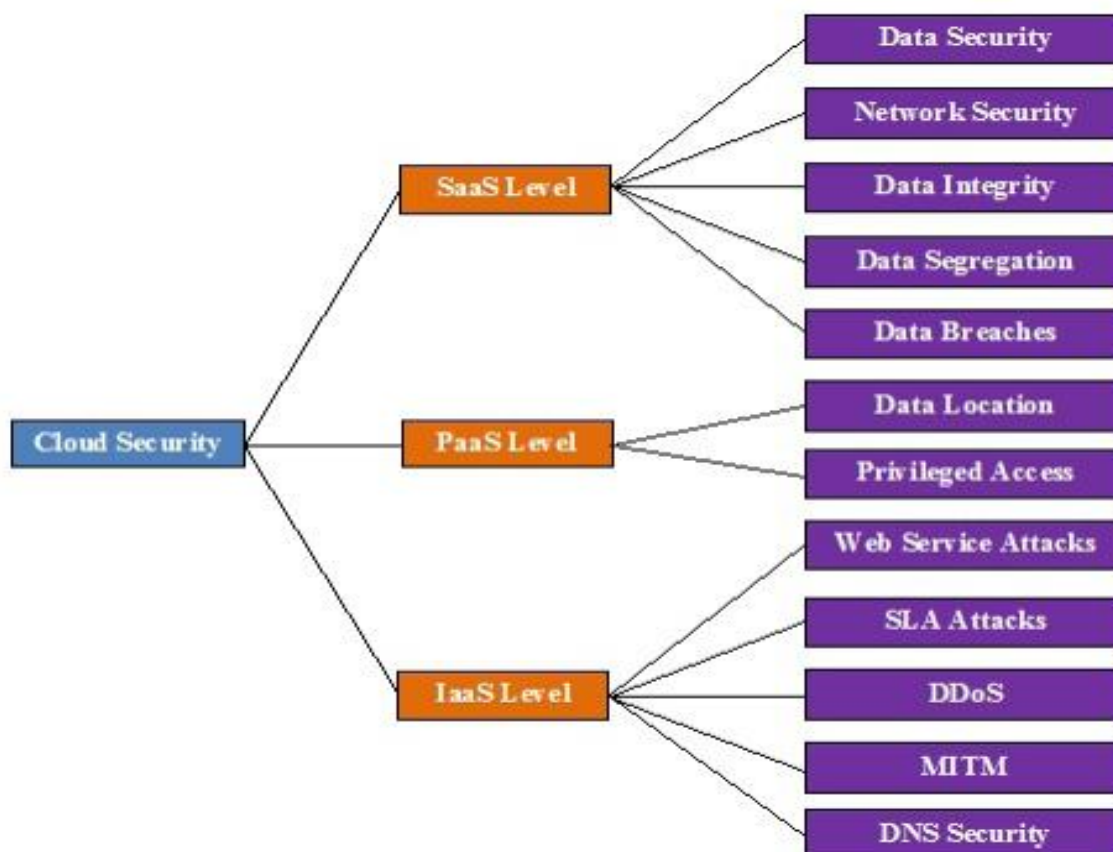 Data Security
Network Security
SaaS Level
Data Integrity
Data Segregation
Data Breaches
Data Location
Cloud Security
PaaS Level
Privileged Access
Web Service Attacks
SLA Attacks
IaaS Level
DDoS
MITM
DNS Security